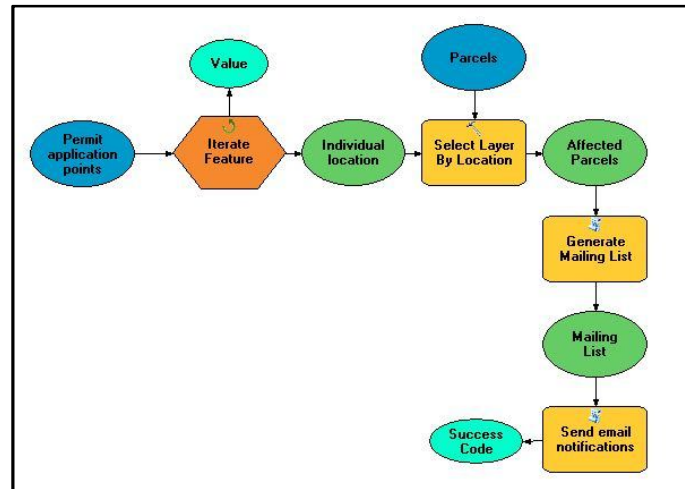 Value
Parcels
Permit
application
points
Iterate
Feature
Individual
location
Select Layer
By Location
Affected
Parcels
Generate
Mailing List
Mailing
List
Success
Code
Send email
notifications